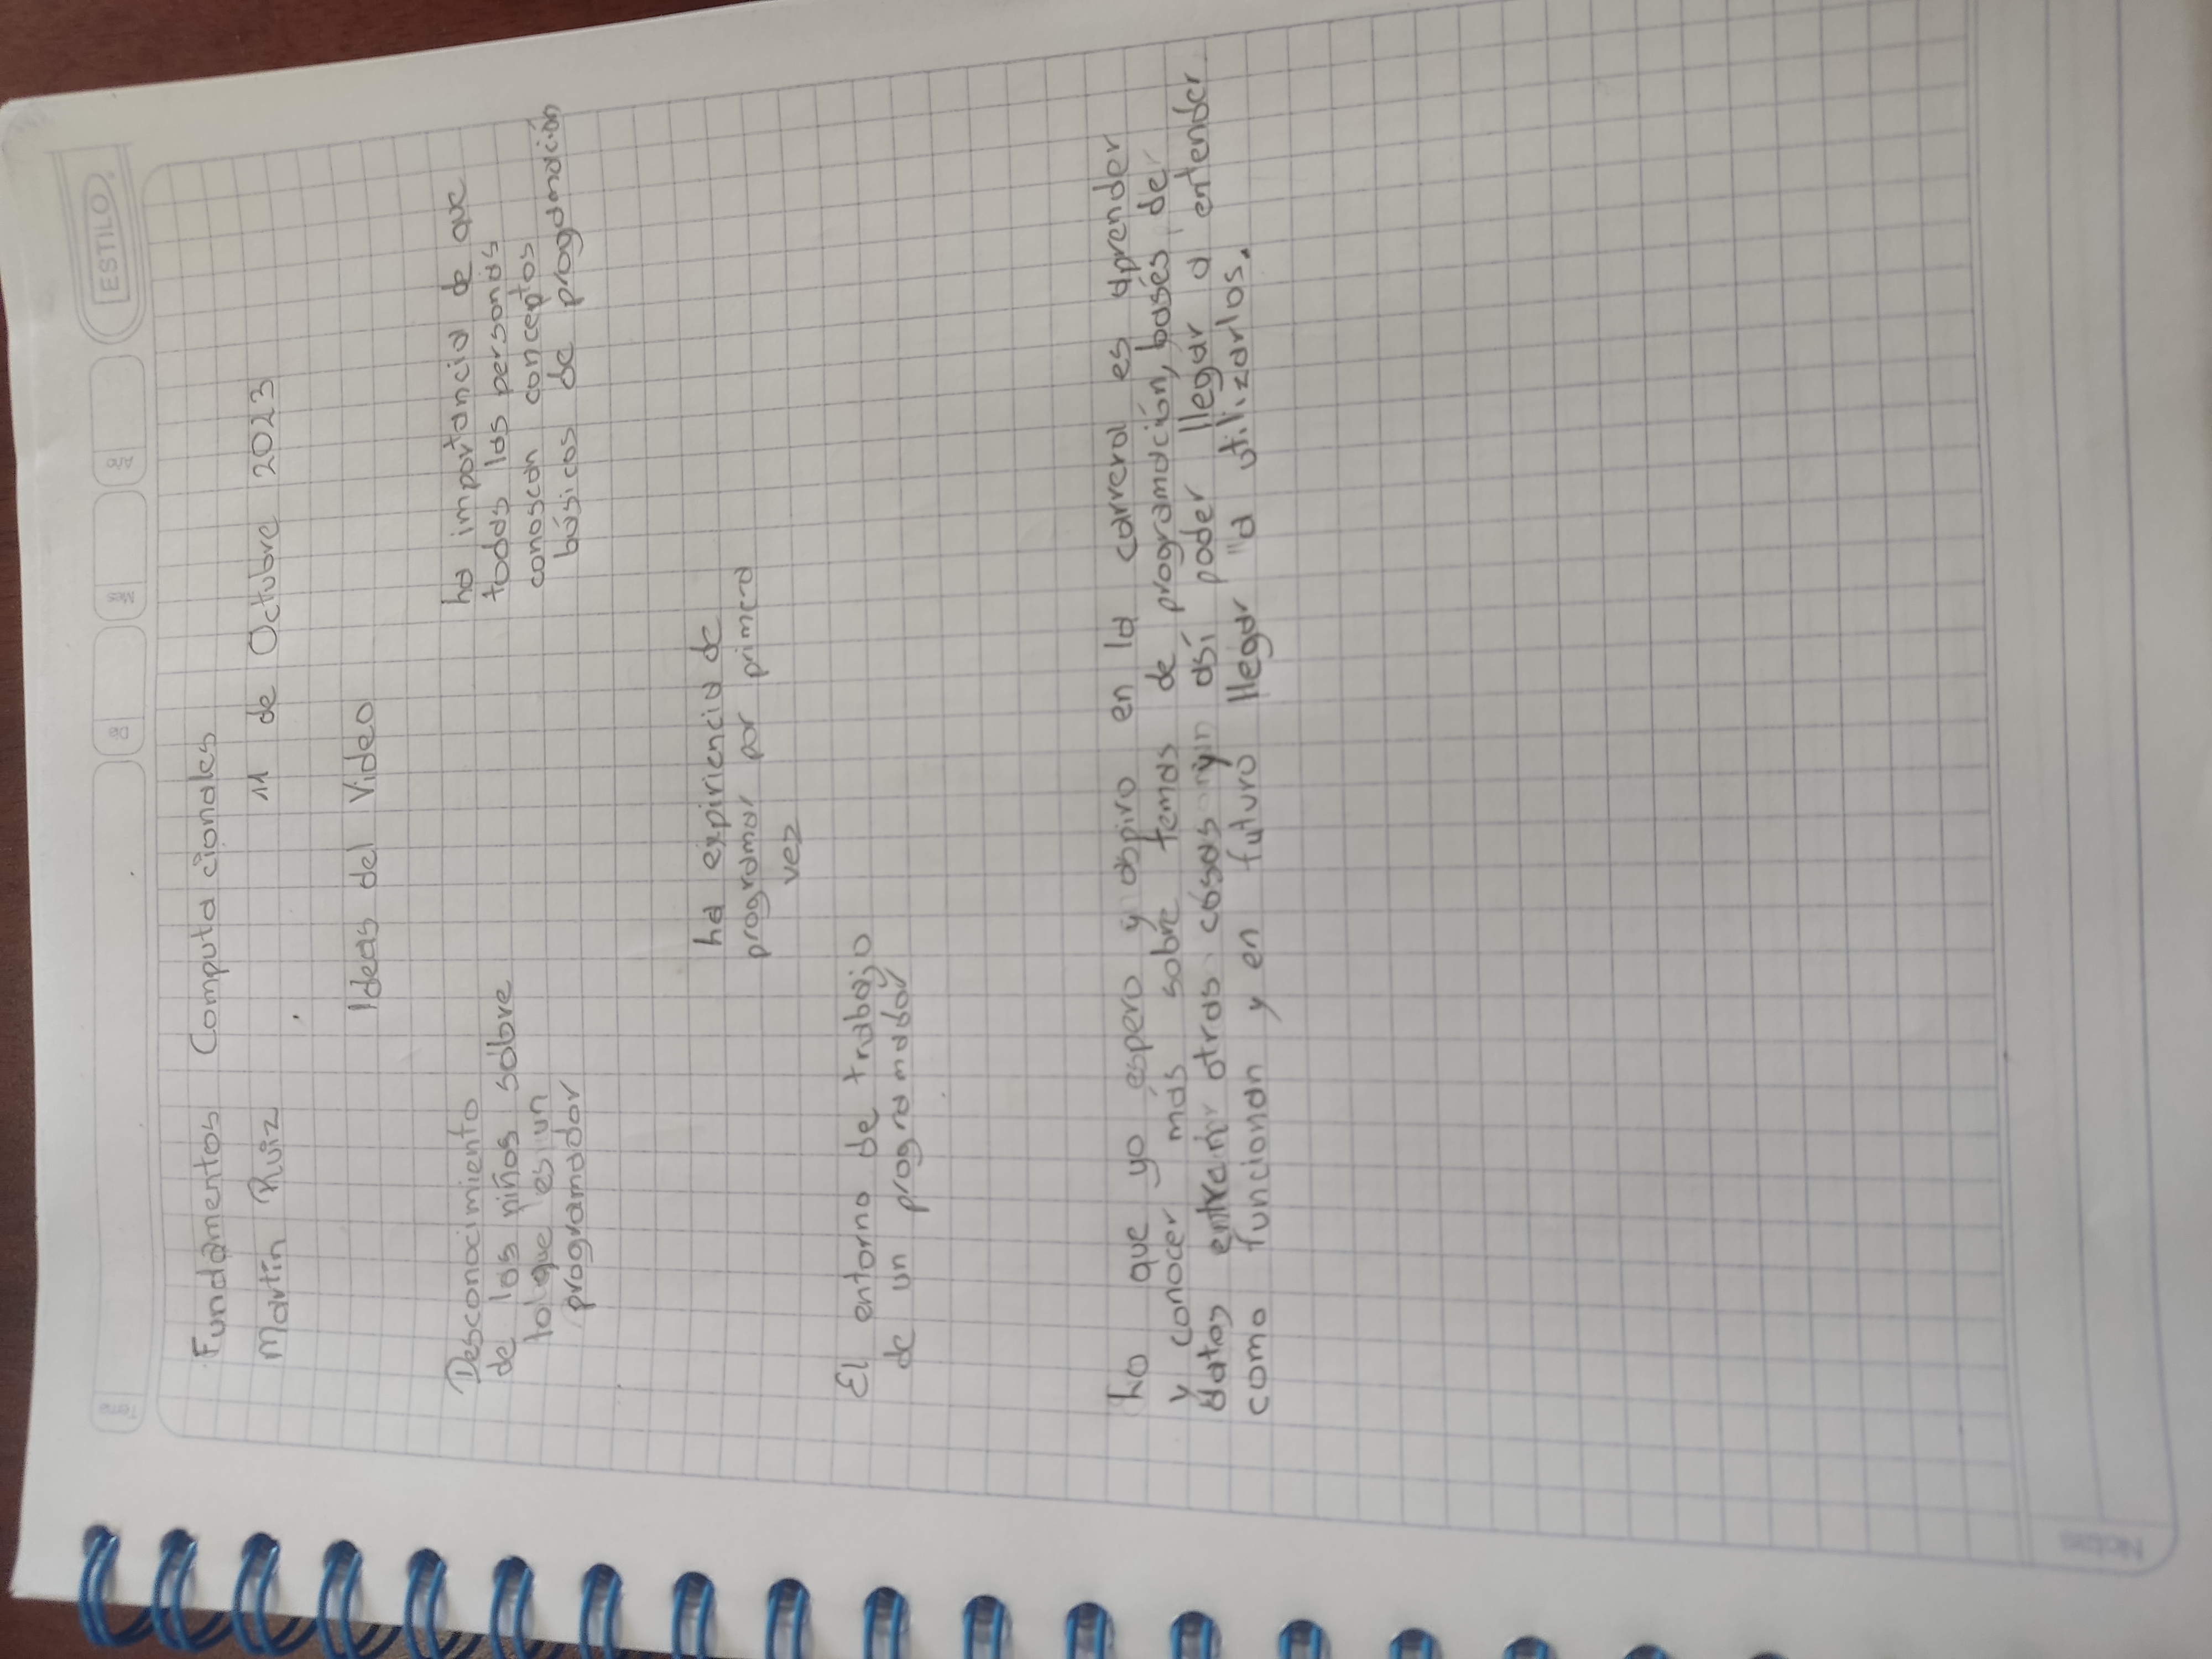 Tema
Día
Mes
Año
ESTILO
Fundamentos Computacionales
Martín Ruiz 11 de Octubre 2023
Ideas del Video
Desconocimiento
de los niños sobre
lo que es un
programador
La importancia de que
todas las personas
conoscan conceptos
básicos de progamación
La expiriencia de
programar por primera
vez
El entorno de trabajo
de un programador
Lo que yo espero y aspiro en la carrera es aprender
y conocer más sobre temas de programación, bases de
datos entre otras cosas y así poder llegar a entender
como funcionan y en futuro llegar a utilizarlos.
Notas